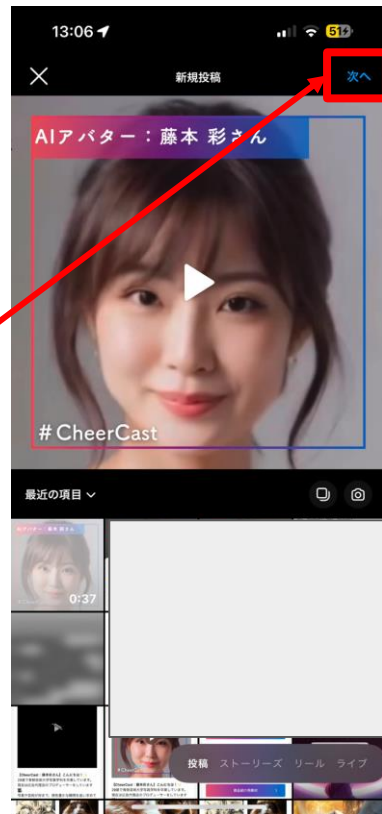 13:06
51
新規投稿
次へ
AIアバター：藤本 彩さん
# CheerCast
最近の項目
0:37
投稿 ストーリーズ リール ライブ